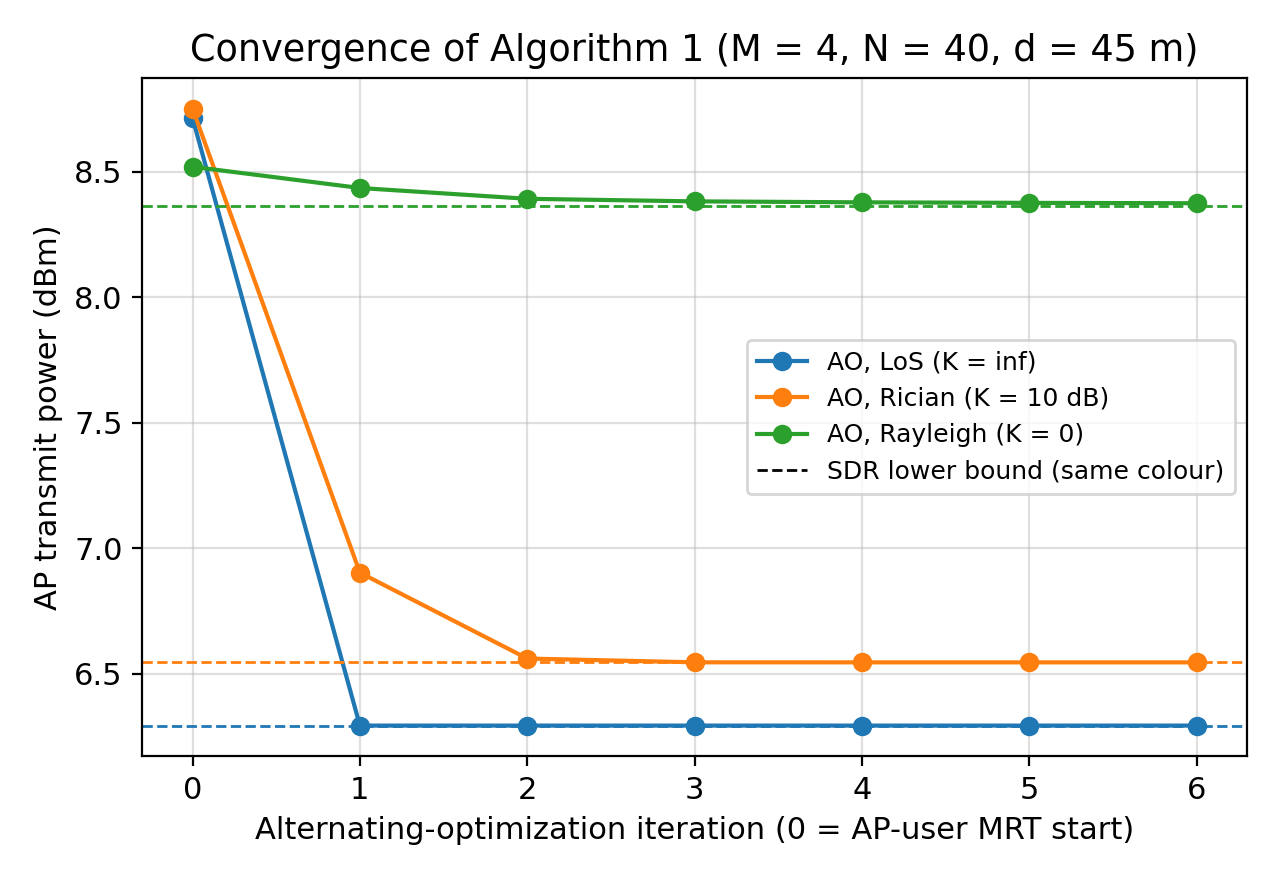 Convergence of Algorithm 1 (M = 4, N = 40, d = 45 m)
AP transmit power (dBm)
8.5
8.0
7.5
7.0
6.5
AO, LoS (K = inf)
AO, Rician (K = 10 dB)
AO, Rayleigh (K = 0)
SDR lower bound (same colour)
0 1 2 3 4 5 6
Alternating-optimization iteration (0 = AP-user MRT start)